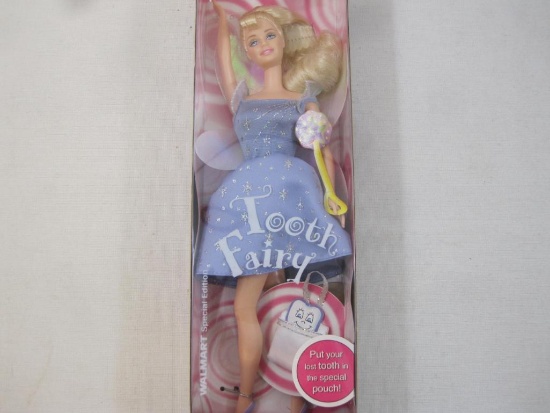 Tooth
Fairy
WALMART Special Edition
Put your
lost tooth in
the special
pouch!